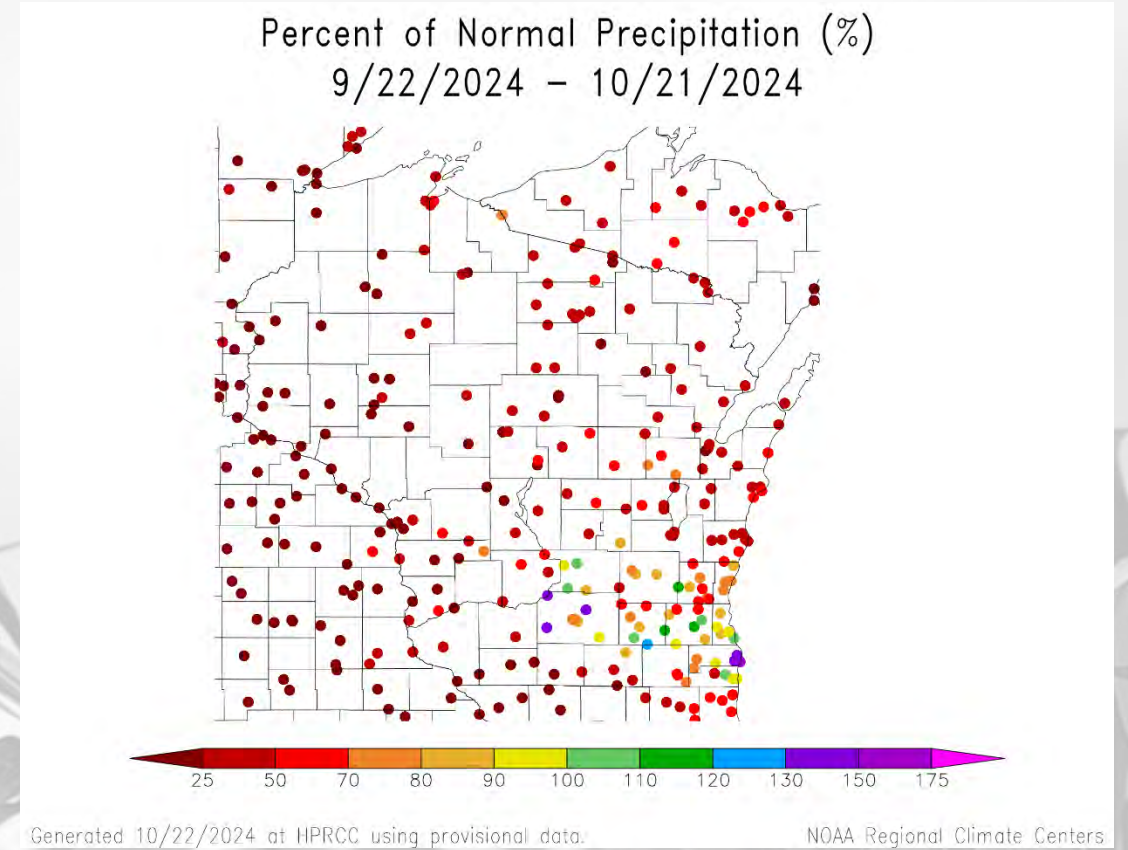 Percent of Normal Precipitation (%)
9/22/2024 – 10/21/2024
25 50 70 80 90 100 110 120 130 150 175
Generated 10/22/2024 at HPRCC using provisional data. NOAA Regional Climate Centers